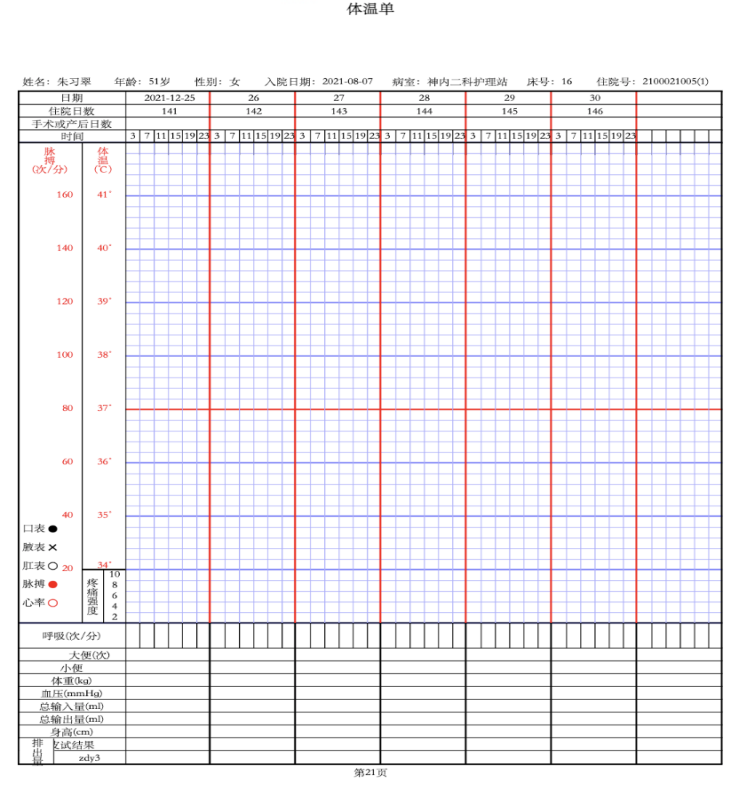 体温单
姓名：朱习翠 年龄：51岁 性别：女 入院日期：2021-08-07 病室：神内二科护理站 床号：16 住院号：2100021005(1)
日期 2021-12-25 26 27 28 29 30
住院日数 141 142 143 144 145 146
手术或产后日数
时间 3 7 11 15 19 23 3 7 11 15 19 23 3 7 11 15 19 23 3 7 11 15 19 23 3 7 11 15 19 23 3 7 11 15 19 23
脉搏(次/分) 体温(℃)
160 41°
140 40°
120 39°
100 38°
80 37°
60 36°
40 35°
口表
腋表
肛表 20 34°
脉搏
心率
疼痛强度
10
8
6
4
2
呼吸(次/分)
大便(次)
小便
体重(kg)
血压(mmHg)
总输入量(ml)
总输出量(ml)
身高(cm)
排出量
试结果
zdy3
第21页